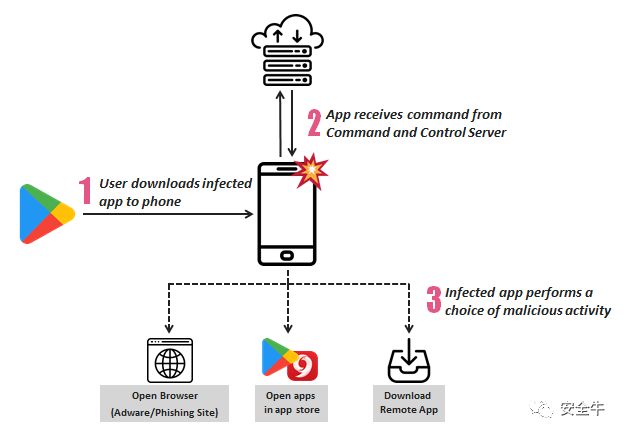 App receives command from
2
Command and Control Server
1
User downloads infected
app to phone
3
Infected app performs a
choice of malicious activity
Open Browser
(Adware/Phishing Site)
Open apps
in app store
Download
Remote App
安全牛